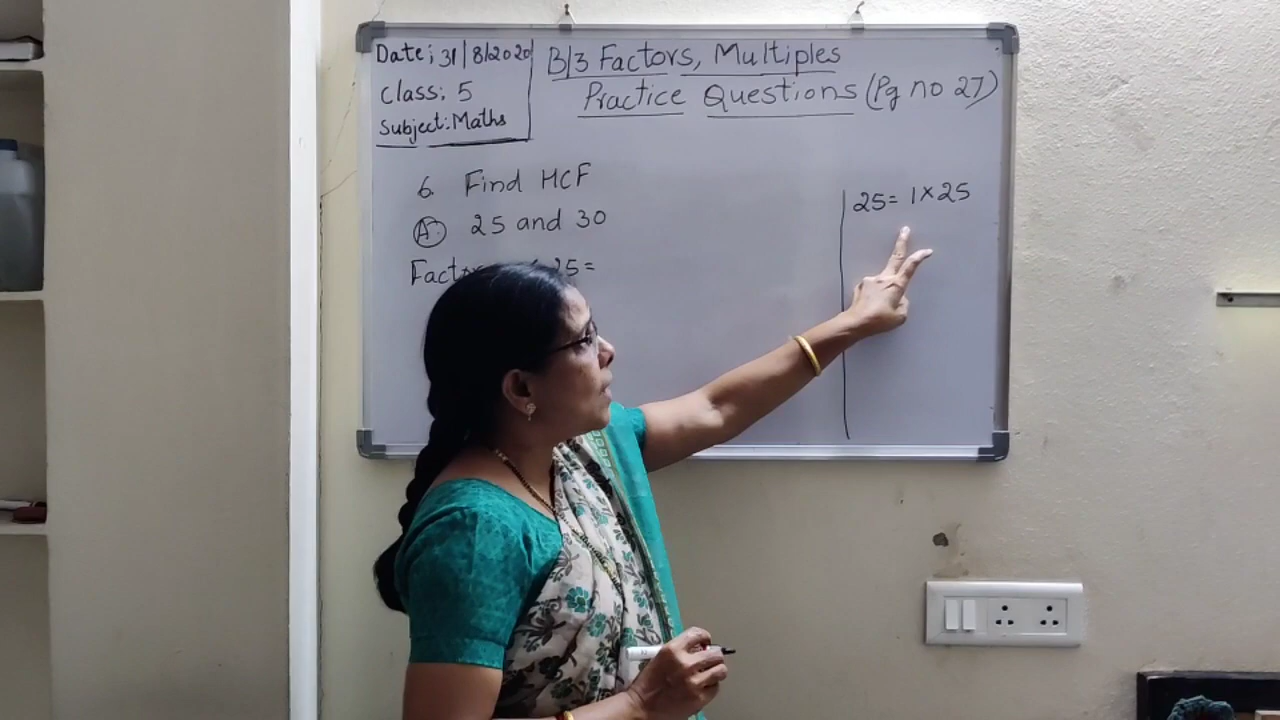 Date; 31/8/2020
Class; 5
Subject:Maths
B/3 Factors, Multiples
Practice Questions (Pg no 27)
6. Find HCF
A. 25 and 30
25=
25= 1×25